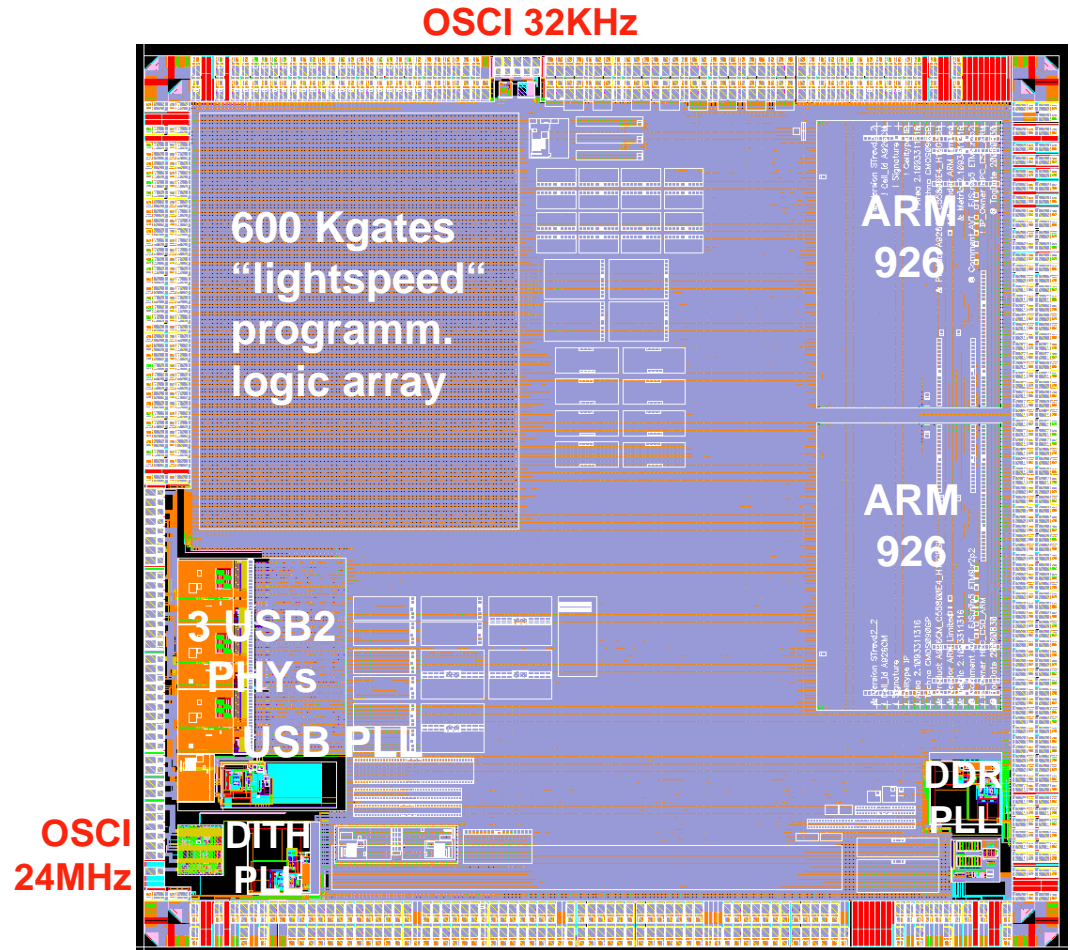 OSCI 32KHz
600 Kgates
“lightspeed“
programm.
logic array
ARM
926
ARM
926
3 USB2
PHYs
USB PLL
DDR
PLL
OSCI
24MHz
DITH
PLL